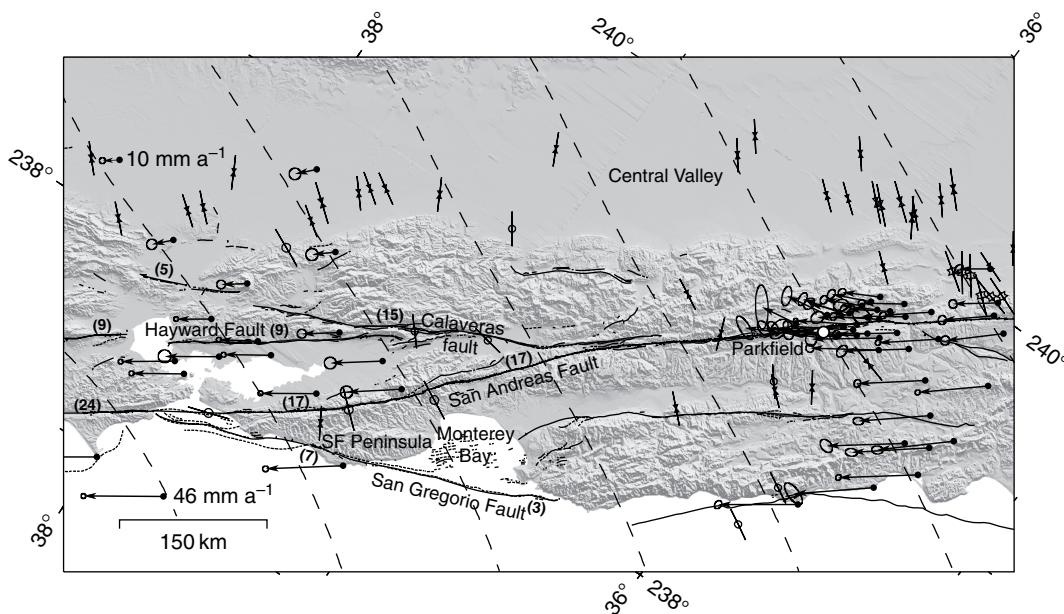 38°
240°
36°
238°
10 mm a⁻¹
Central Valley
(5)
(9)
Hayward Fault (9)
(15)
Calaveras
fault
Parkfield
240°
(17)
San Andreas Fault
(24)
(17)
SF Peninsula
Monterey
Bay
(7)
San Gregorio Fault (3)
46 mm a⁻¹
150 km
38°
36°
238°